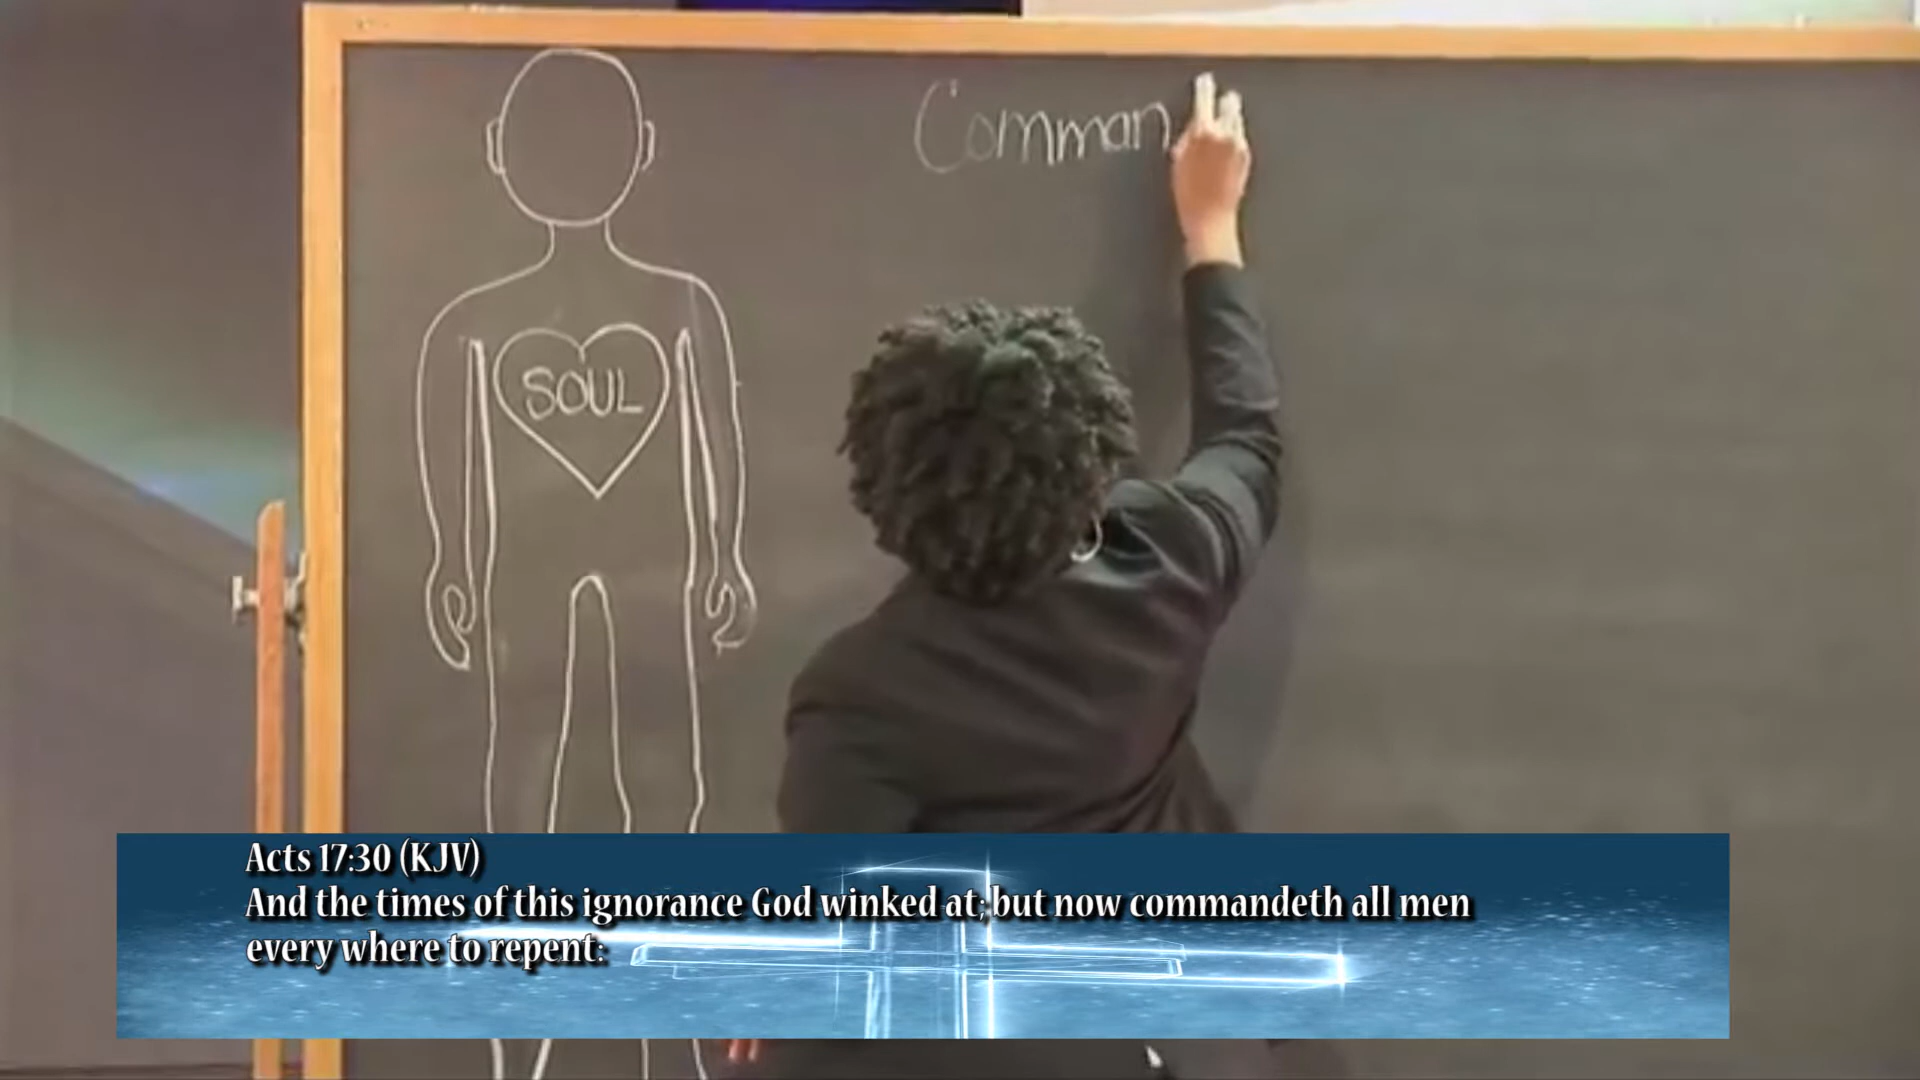 Comman
SOUL
Acts 17:30 (KJV)
And the times of this ignorance God winked at; but now commandeth all men
every where to repent: